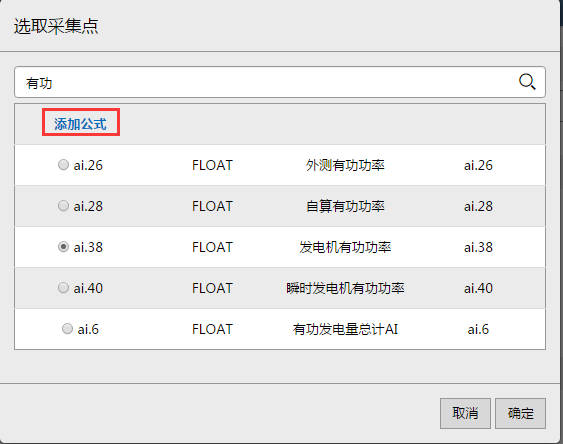 选取采集点
有功
添加公式
ai.26 FLOAT 外测有功功率 ai.26
ai.28 FLOAT 自算有功功率 ai.28
ai.38 FLOAT 发电机有功功率 ai.38
ai.40 FLOAT 瞬时发电机有功功率 ai.40
ai.6 FLOAT 有功发电量总计AI ai.6
取消 确定